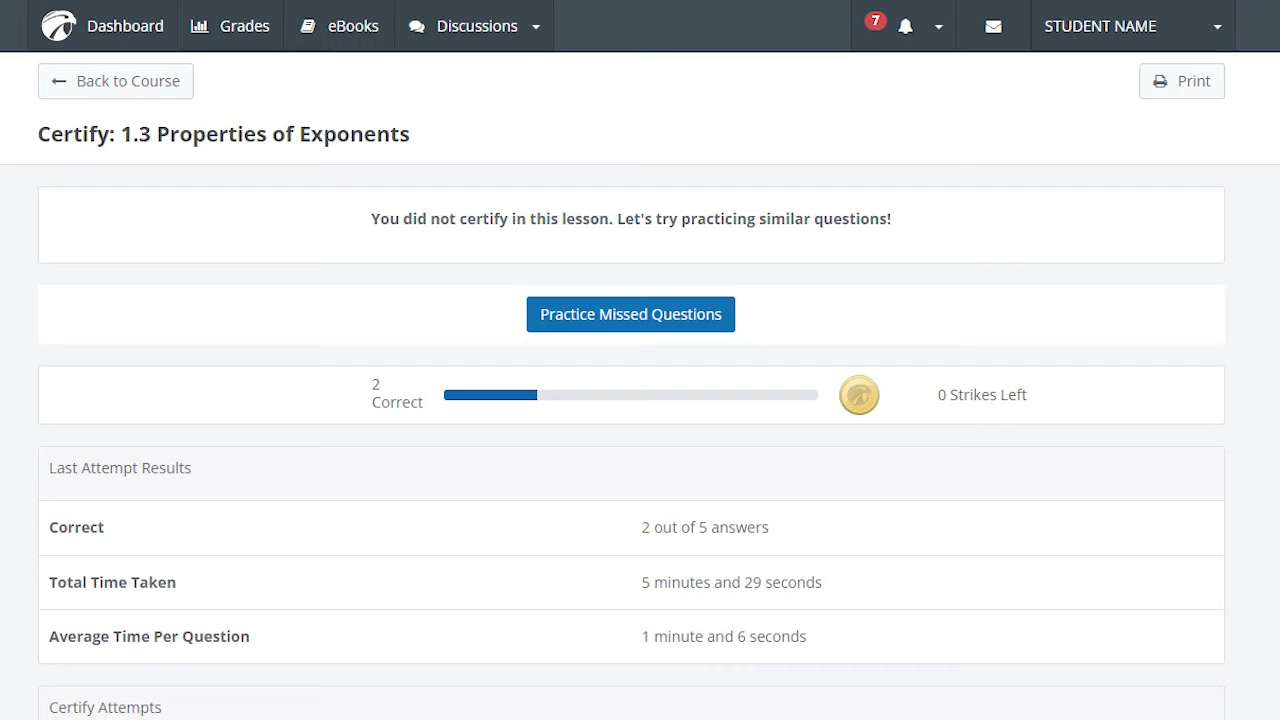 Dashboard Grades eBooks Discussions 7 STUDENT NAME
Back to Course Print
Certify: 1.3 Properties of Exponents
You did not certify in this lesson. Let's try practicing similar questions!
Practice Missed Questions
2
Correct 0 Strikes Left
Last Attempt Results
Correct 2 out of 5 answers
Total Time Taken 5 minutes and 29 seconds
Average Time Per Question 1 minute and 6 seconds
Certify Attempts